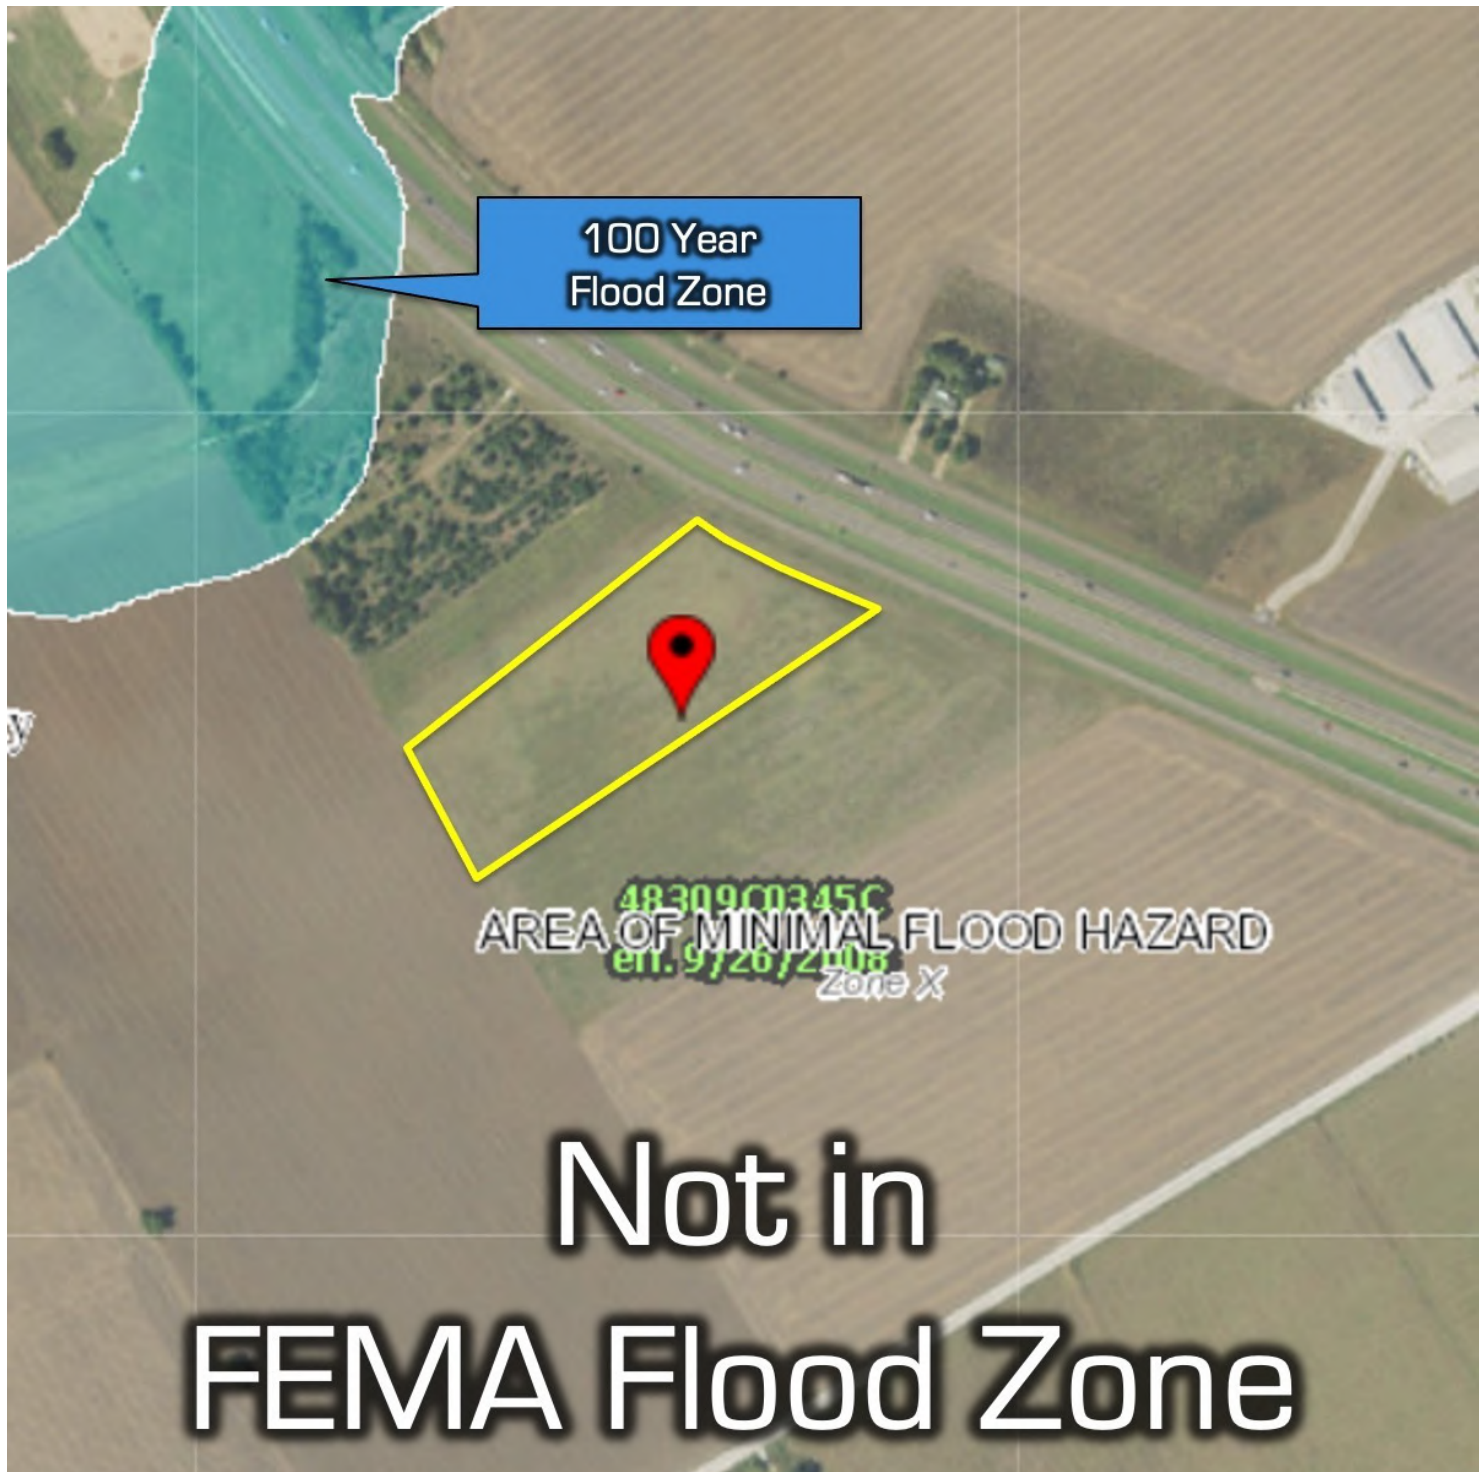 100 Year
Flood Zone
y
48309C0345C
AREA OF MINIMAL FLOOD HAZARD
eff. 9/26/2008
Zone X
Not in
FEMA Flood Zone